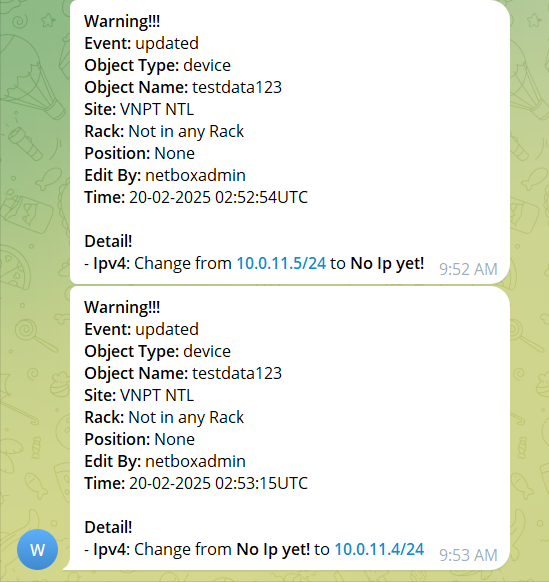 Warning!!!
Event: updated
Object Type: device
Object Name: testdata123
Site: VNPT NTL
Rack: Not in any Rack
Position: None
Edit By: netboxadmin
Time: 20-02-2025 02:52:54UTC
Detail!
- Ipv4: Change from 10.0.11.5/24 to No Ip yet!
9:52 AM
Warning!!!
Event: updated
Object Type: device
Object Name: testdata123
Site: VNPT NTL
Rack: Not in any Rack
Position: None
Edit By: netboxadmin
Time: 20-02-2025 02:53:15UTC
Detail!
- Ipv4: Change from No Ip yet! to 10.0.11.4/24
9:53 AM
W